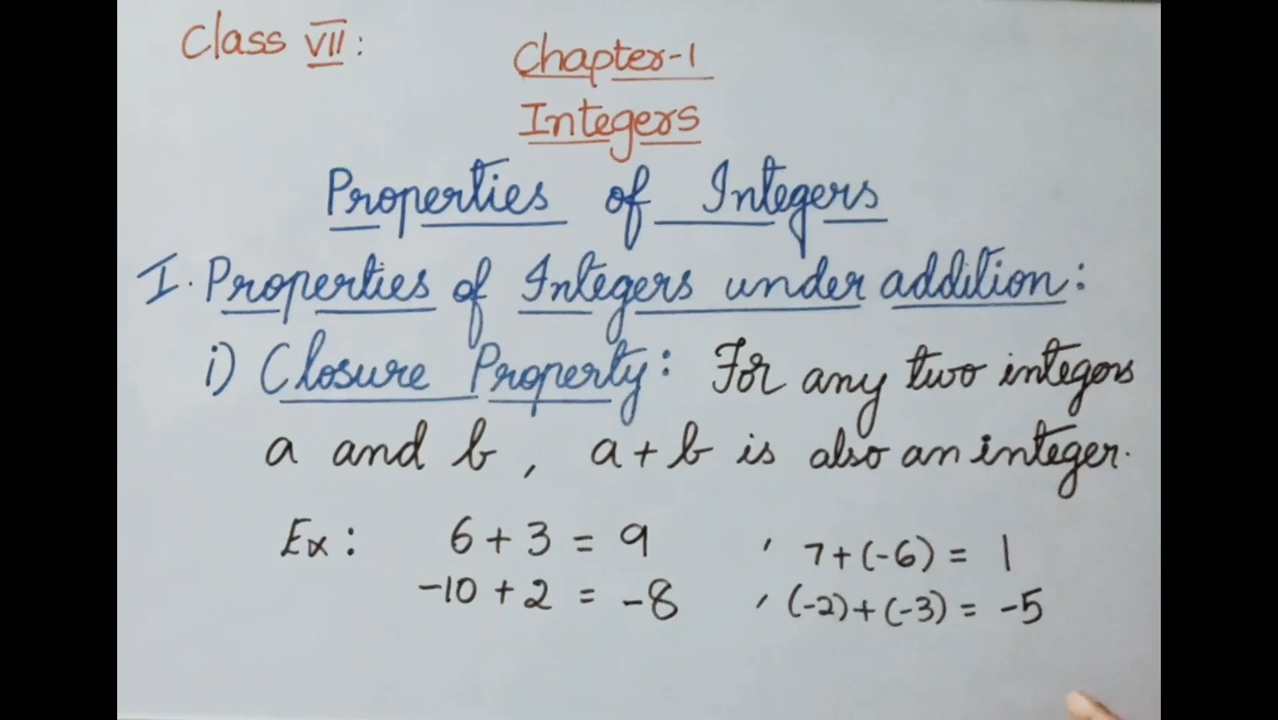 Class VII:
Chapter-1
Integers
Properties of Integers
I. Properties of Integers under addition:
i) Closure Property: For any two integers
a and b, a+b is also an integer.
Ex: 6 + 3 = 9 , 7+(-6) = 1
-10 + 2 = -8 , (-2)+(-3) = -5